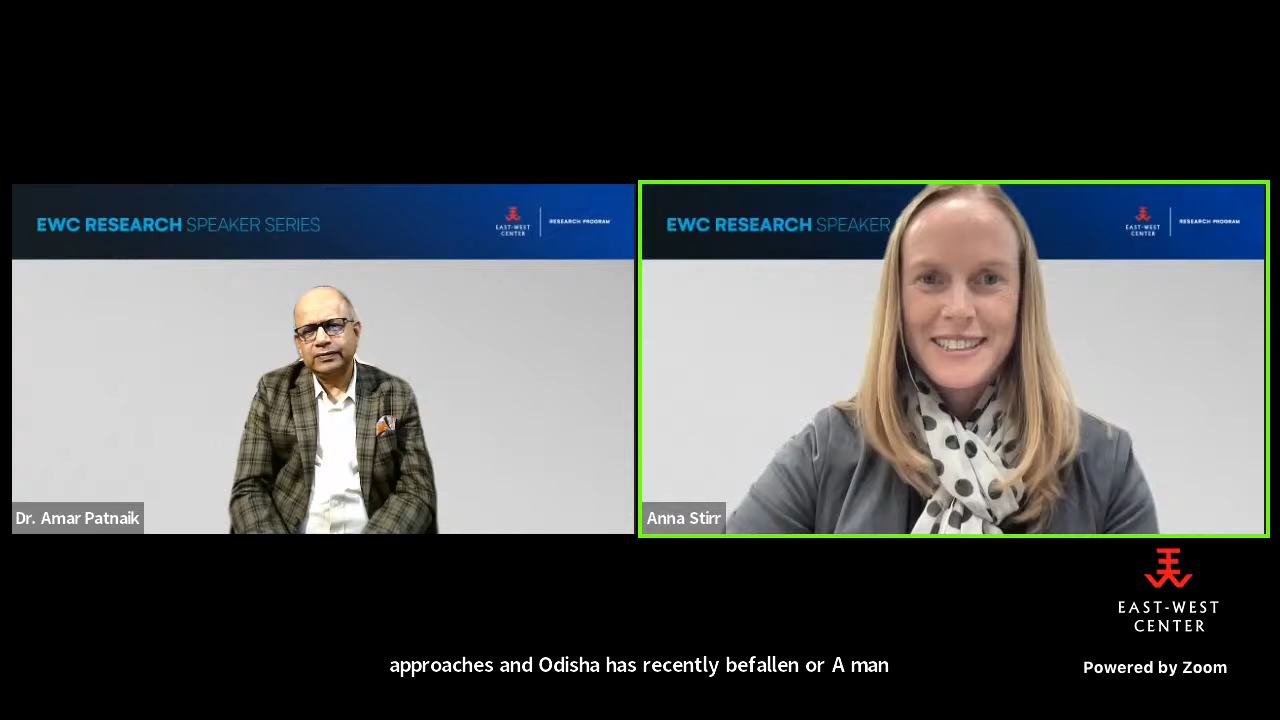 EWC RESEARCH SPEAKER SERIES
EAST-WEST
CENTER
RESEARCH PROGRAM
EWC RESEARCH SPEAKER
EAST-WEST
CENTER
RESEARCH PROGRAM
Dr. Amar Patnaik
Anna Stirr
EAST-WEST
CENTER
approaches and Odisha has recently befallen or A man
Powered by Zoom